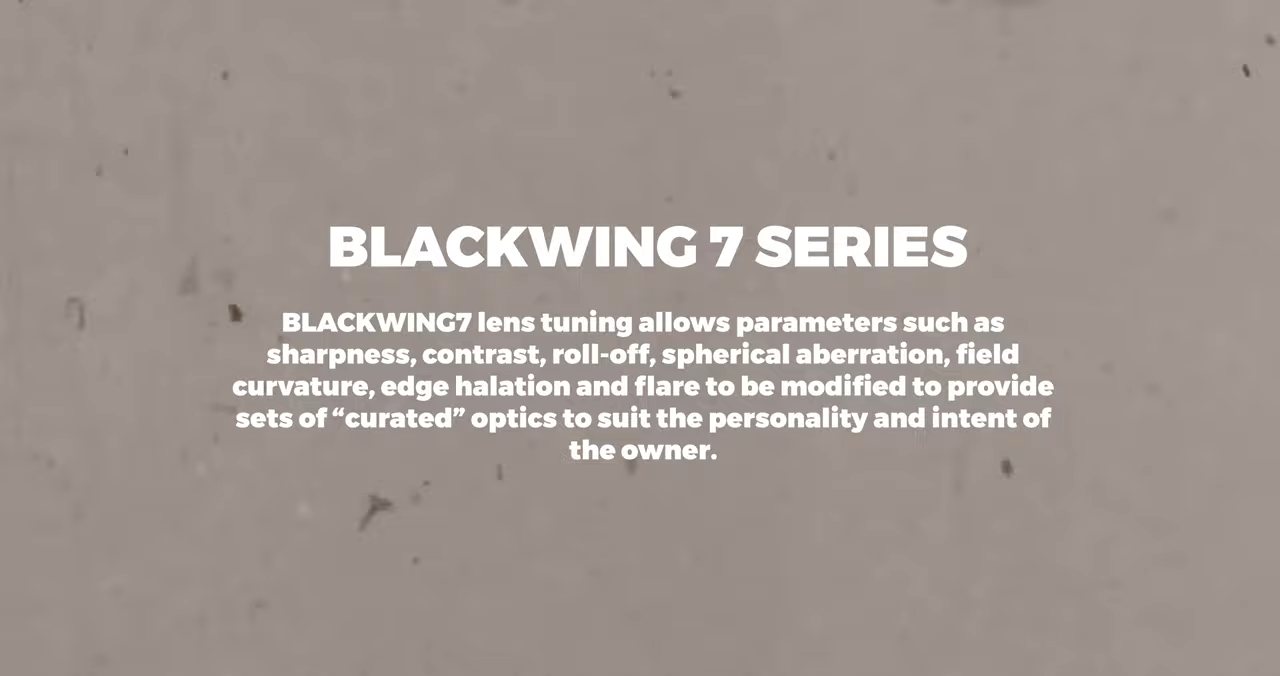 BLACKWING 7 SERIES
BLACKWING7 lens tuning allows parameters such as
sharpness, contrast, roll-off, spherical aberration, field
curvature, edge halation and flare to be modified to provide
sets of “curated” optics to suit the personality and intent of
the owner.